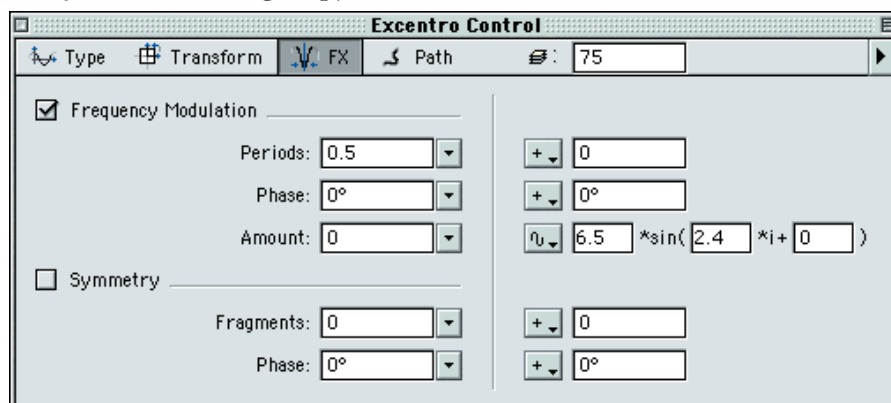 Excentro Control
Type Transform FX Path : 75
Frequency Modulation
Periods: 0.5 + 0
Phase: 0° + 0°
Amount: 0 6.5 *sin( 2.4 *i+ 0 )
Symmetry
Fragments: 0 + 0
Phase: 0° + 0°